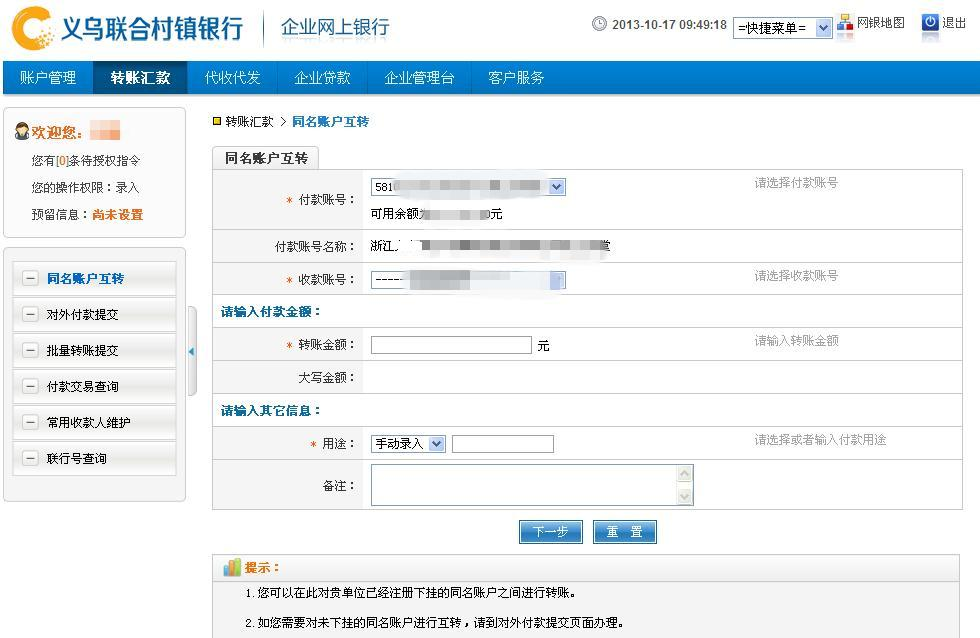 义乌联合村镇银行 企业网上银行 2013-10-17 09:49:18 =快捷菜单= 网银地图 退出
账户管理 转账汇款 代收代发 企业贷款 企业管理台 客户服务
欢迎您：
您有[0]条待授权指令
您的操作权限：录入
预留信息：尚未设置
同名账户互转
对外付款提交
批量转账提交
付款交易查询
常用收款人维护
联行号查询
转账汇款 > 同名账户互转
同名账户互转
* 付款账号： 581 请选择付款账号
可用余额 0元
付款账号名称： 浙江
* 收款账号： ------ 请选择收款账号
请输入付款金额：
* 转账金额： 元 请输入转账金额
大写金额：
请输入其它信息：
* 用途： 手动录入 请选择或者输入付款用途
备注：
下一步 重 置
提示：
1. 您可以在此对贵单位已经注册下挂的同名账户之间进行转账。
2. 如您需要对未下挂的同名账户进行互转，请到对外付款提交页面办理。